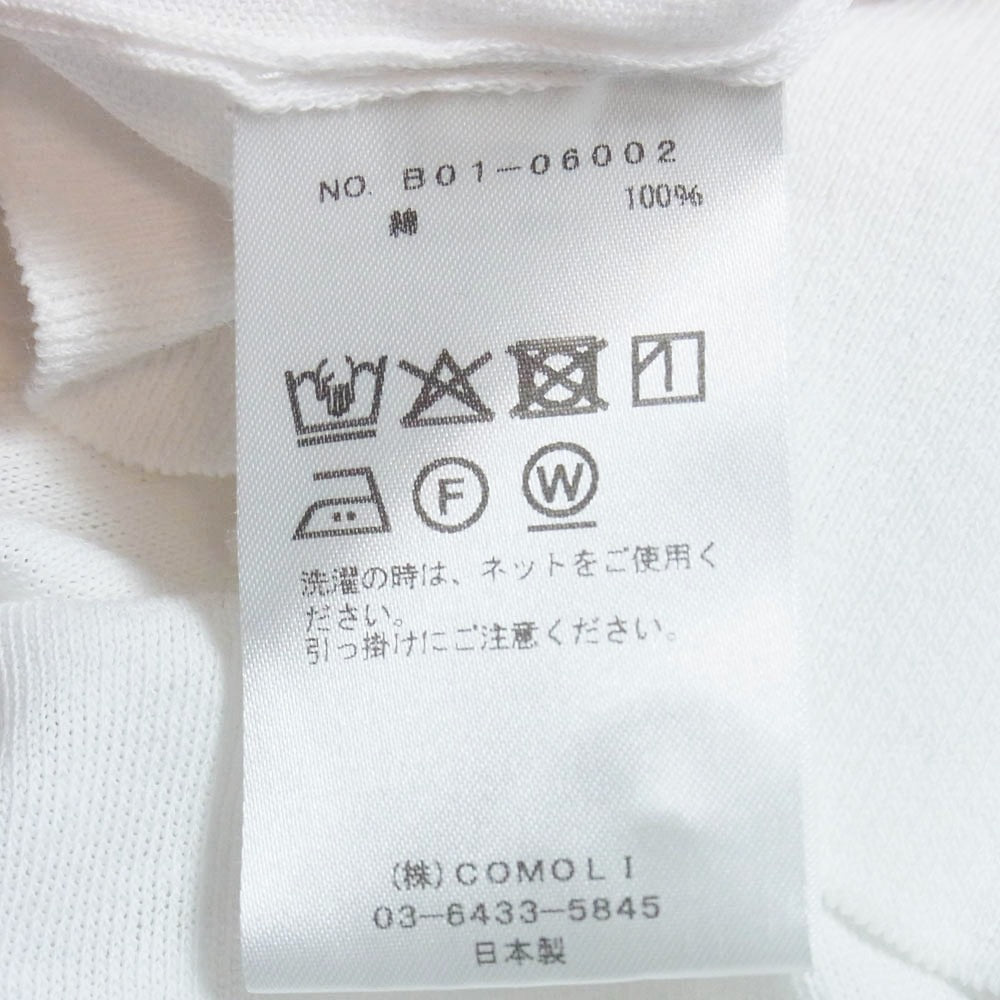 NO. B01-06002
綿 100%
F W
洗濯の時は、ネットをご使用く
ださい。
引っ掛けにご注意ください。
(株)COMOLI
03-6433-5845
日本製